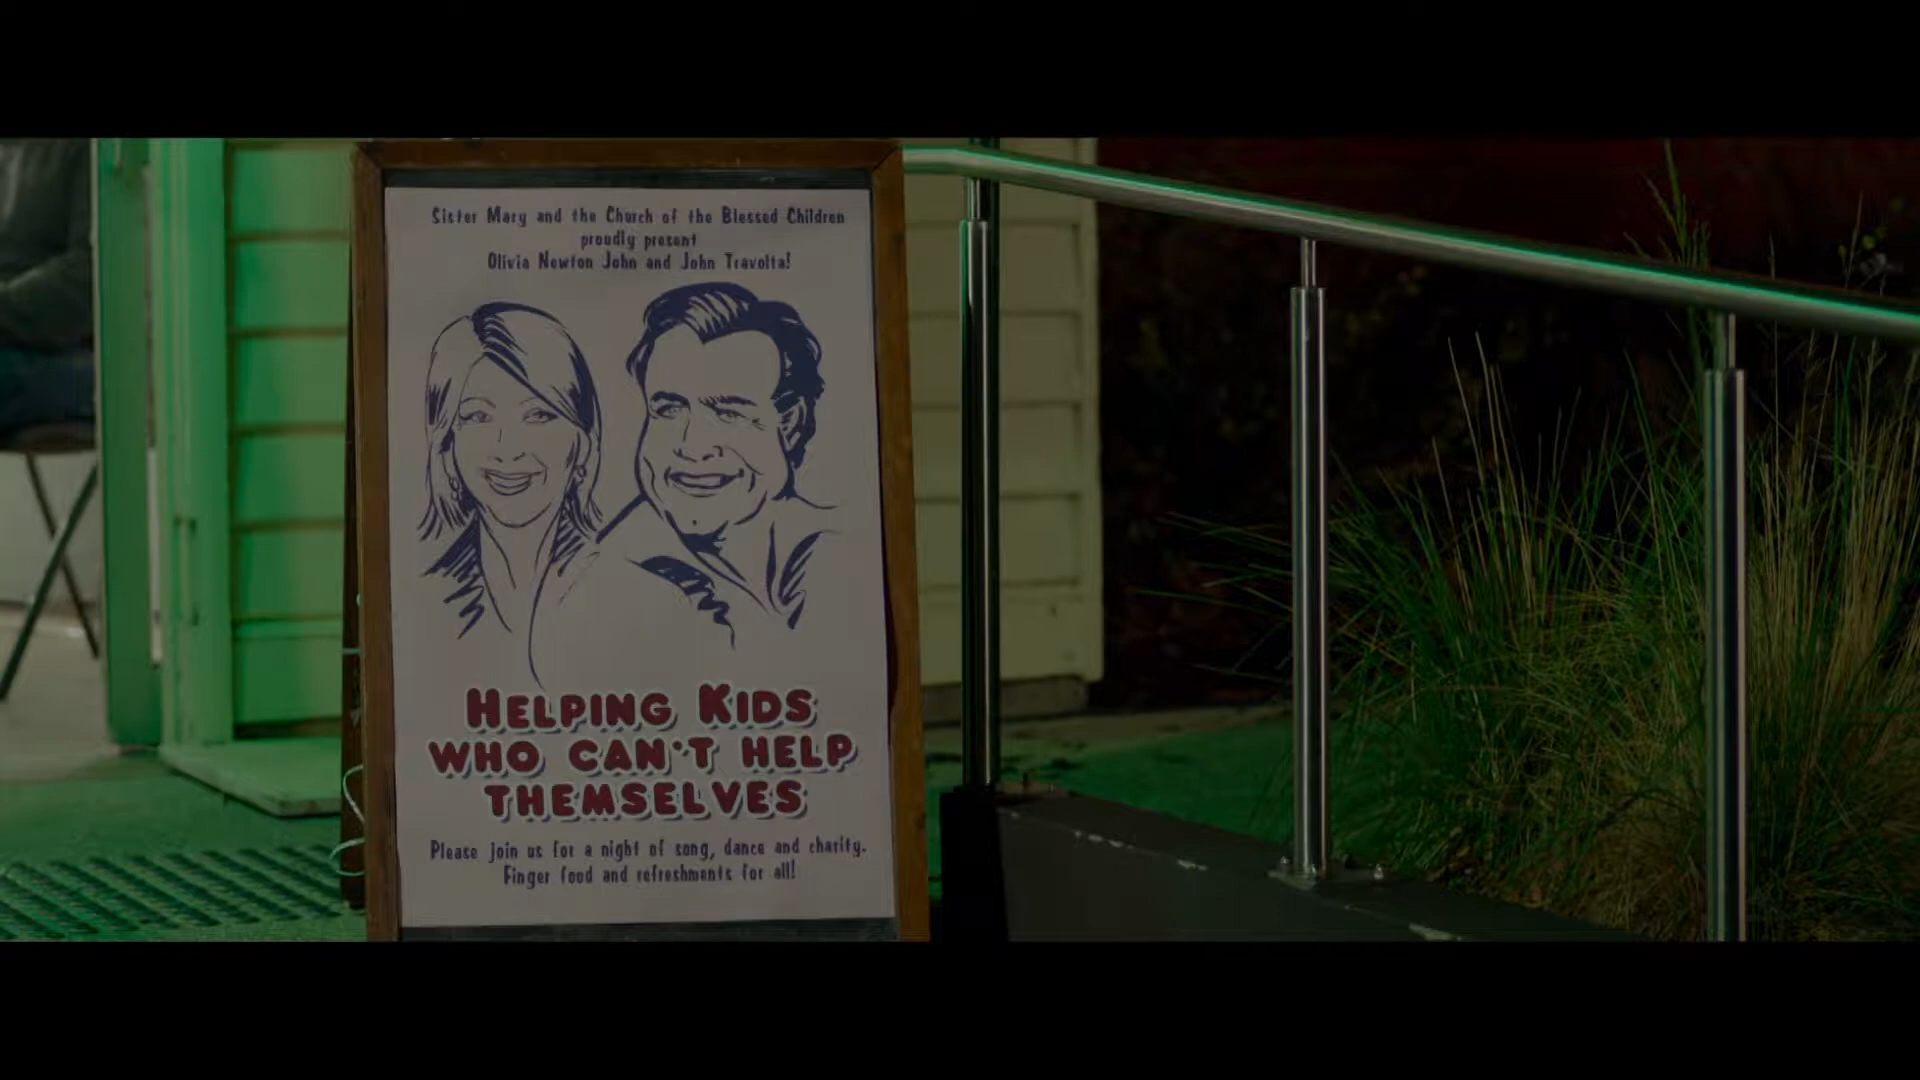 Sister Mary and the Church of the Blessed Children
proudly present
Olivia Newton John and John Travolta!
HELPING KIDS
WHO CAN'T HELP
THEMSELVES
Please join us for a night of song, dance and charity.
Finger food and refreshments for all!